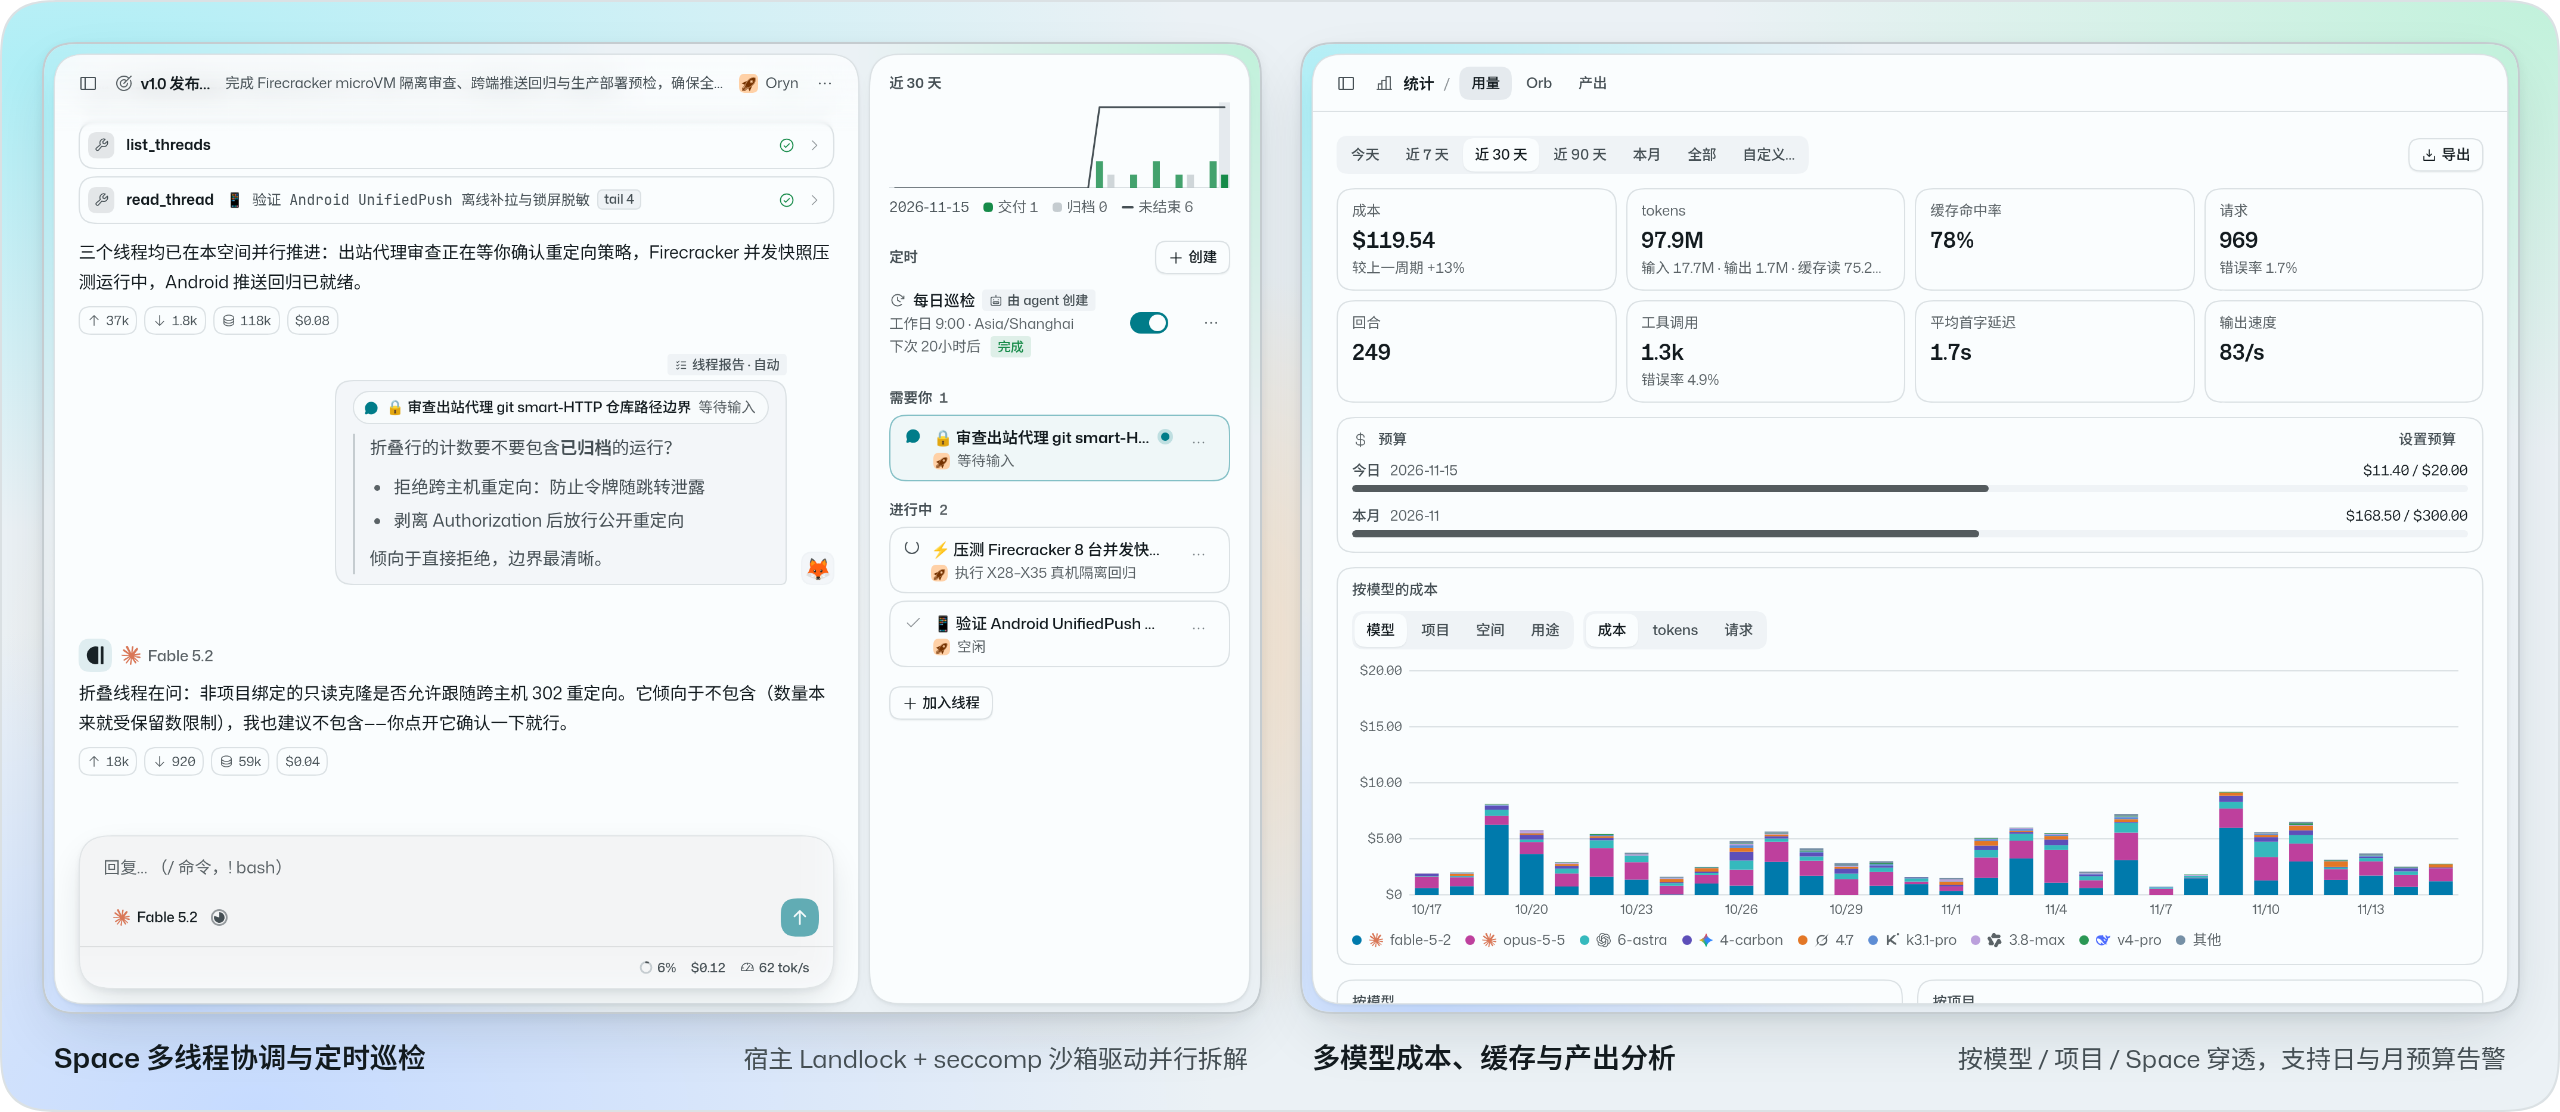 v1.0 发布... 完成 Firecracker microVM 隔离审查、跨端推送回归与生产部署预检，确保全... Oryn ...
list_threads
read_thread 验证 Android UnifiedPush 离线补拉与锁屏脱敏 tail 4
三个线程均已在本空间并行推进：出站代理审查正在等你确认重定向策略，Firecracker 并发快照压
测运行中，Android 推送回归已就绪。
↑ 37k ↓ 1.8k 118k $0.08
线程报告 · 自动
审查出站代理 git smart-HTTP 仓库路径边界 等待输入
折叠行的计数要不要包含已归档的运行？
• 拒绝跨主机重定向：防止令牌随跳转泄露
• 剥离 Authorization 后放行公开重定向
倾向于直接拒绝，边界最清晰。
Fable 5.2
折叠线程在问：非项目绑定的只读克隆是否允许跟随跨主机 302 重定向。它倾向于不包含（数量本
来就受保留数限制），我也建议不包含——你点开它确认一下就行。
↑ 18k ↓ 920 59k $0.04
回复...（/ 命令，! bash）
Fable 5.2
6% $0.12 62 tok/s
近 30 天
2026-11-15 交付 1 归档 0 未结束 6
定时 + 创建
每日巡检 由 agent 创建
工作日 9:00 · Asia/Shanghai ...
下次 20小时后 完成
需要你 1
审查出站代理 git smart-H... ...
等待输入
进行中 2
压测 Firecracker 8 台并发快... ...
执行 X28–X35 真机隔离回归
验证 Android UnifiedPush ... ...
空闲
+ 加入线程
Space 多线程协调与定时巡检 宿主 Landlock + seccomp 沙箱驱动并行拆解
统计 / 用量 Orb 产出
今天 近 7 天 近 30 天 近 90 天 本月 全部 自定义... 导出
成本 tokens 缓存命中率 请求
$119.54 97.9M 78% 969
较上一周期 +13% 输入 17.7M · 输出 1.7M · 缓存读 75.2... 错误率 1.7%
回合 工具调用 平均首字延迟 输出速度
249 1.3k 1.7s 83/s
错误率 4.9%
$ 预算 设置预算
今日 2026-11-15 $11.40 / $20.00
本月 2026-11 $168.50 / $300.00
按模型的成本
模型 项目 空间 用途 成本 tokens 请求
$20.00
$15.00
$10.00
$5.00
$0
10/17 10/20 10/23 10/26 10/29 11/1 11/4 11/7 11/10 11/13
fable-5-2 opus-5-5 6-astra 4-carbon 4.7 k3.1-pro 3.8-max v4-pro 其他
按模型 按项目
多模型成本、缓存与产出分析 按模型 / 项目 / Space 穿透，支持日与月预算告警